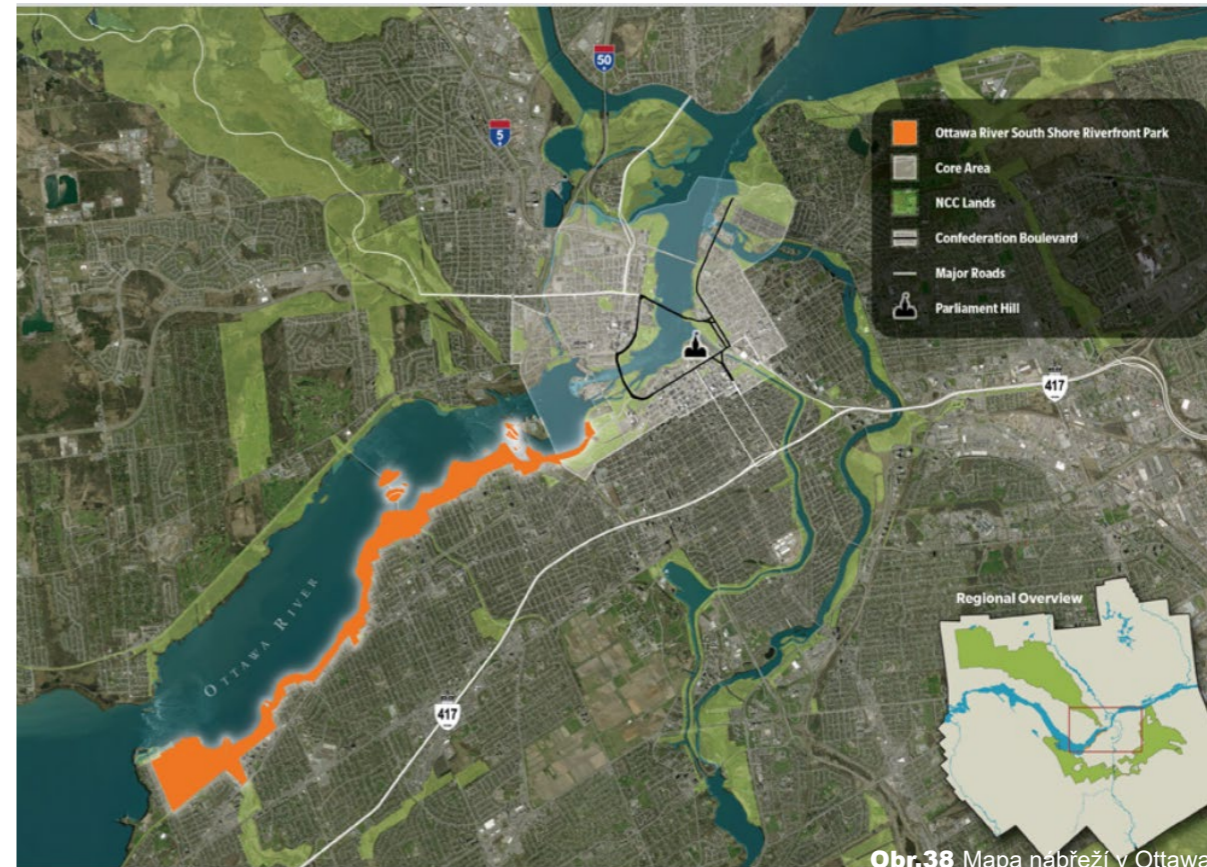 50
5
Ottawa River South Shore Riverfront Park
Core Area
NCC Lands
Confederation Boulevard
Major Roads
Parliament Hill
417
OTTAWA RIVER
417
Regional Overview
Obr.38 Mapa nábřeží v Ottawa